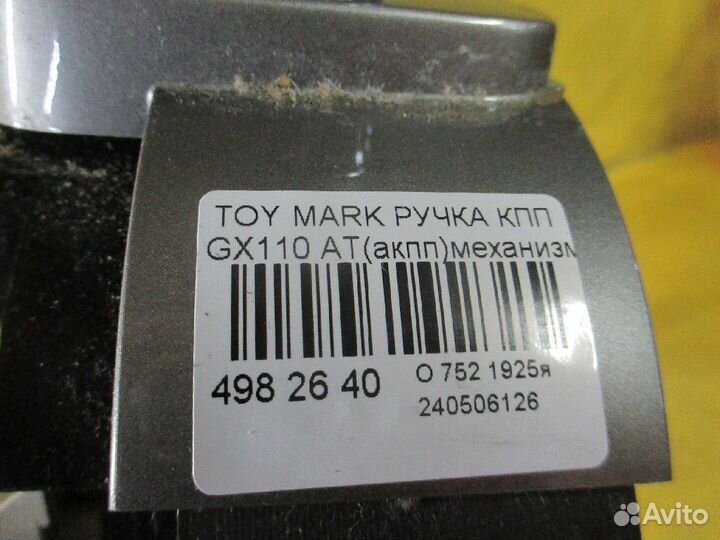 TOY MARK РУЧКА КПП
GX110 AT(акпп)механизм
498 26 40
О 752 1925я
240506126
Avito